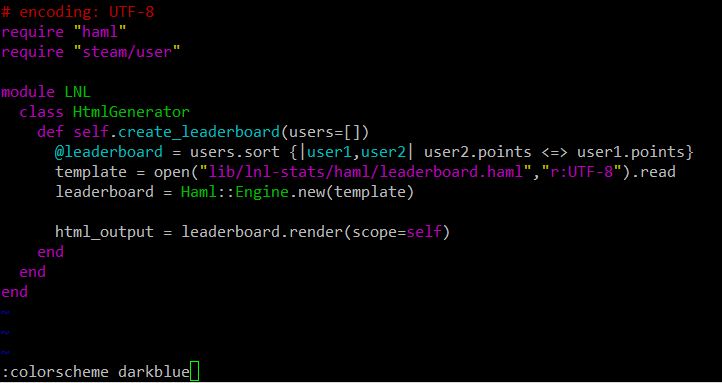 # encoding: UTF-8
require "haml"
require "steam/user"

module LNL
  class HtmlGenerator
    def self.create_leaderboard(users=[])
      @leaderboard = users.sort {|user1,user2| user2.points <=> user1.points}
      template = open("lib/lnl-stats/haml/leaderboard.haml","r:UTF-8").read
      leaderboard = Haml::Engine.new(template)

      html_output = leaderboard.render(scope=self)
    end
  end
end
~
~
~
:colorscheme darkblue